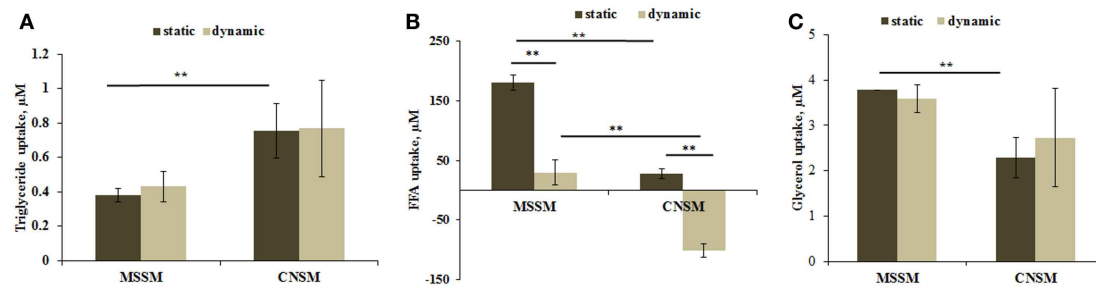 A
static dynamic
Triglyceride uptake, µM
1.2
1
0.8
0.6
0.4
0.2
0
**
MSSM CNSM
B
static dynamic
FFA uptake, µM
250
150
50
-50
-150
**
**
**
**
MSSM CNSM
C
static dynamic
Glycerol uptake, µM
5
4
3
2
1
0
**
MSSM CNSM